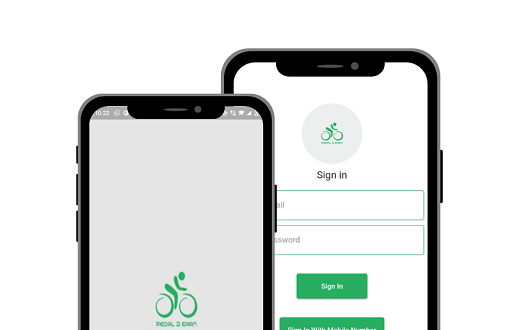 10:22
PEDAL 2 EARN
PEDAL 2 EARN
Sign in
ail
ssword
Sign In
Sign In With Mobile Number